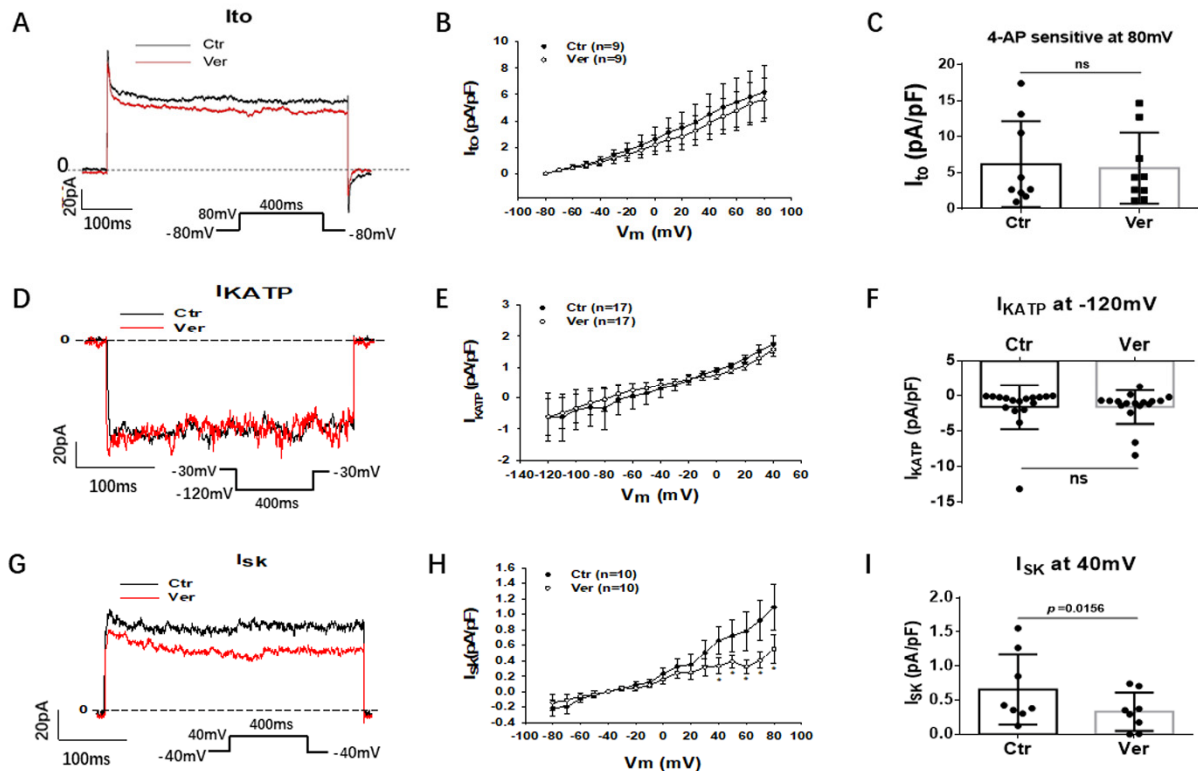 A
Ito
Ctr
Ver
0
20pA
100ms
80mV
400ms
-80mV
-80mV
B
Ctr (n=9)
Ver (n=9)
Ito (pA/pF)
10
8
6
4
2
0
-100 -80 -60 -40 -20 0 20 40 60 80 100
Vm (mV)
C
4-AP sensitive at 80mV
ns
Ito (pA/pF)
20
15
10
5
0
Ctr
Ver
D
IKATP
Ctr
Ver
0
20pA
100ms
-30mV
-30mV
-120mV
400ms
E
Ctr (n=17)
Ver (n=17)
IKATP (pA/pF)
3
2
1
0
-1
-2
-140 -120 -100 -80 -60 -40 -20 0 20 40 60
Vm (mV)
F
IKATP at -120mV
Ctr
Ver
IKATP (pA/pF)
5
0
-5
-10
-15
ns
G
Isk
Ctr
Ver
0
20pA
100ms
400ms
40mV
-40mV
-40mV
H
Ctr (n=10)
Ver (n=10)
ISK(pA/pF)
1.6
1.4
1.2
1.0
0.8
0.6
0.4
0.2
0.0
-0.2
-0.4
* * * * *
-100 -80 -60 -40 -20 0 20 40 60 80 100
Vm (mV)
I
ISK at 40mV
p=0.0156
ISK (pA/pF)
2.0
1.5
1.0
0.5
0.0
Ctr
Ver